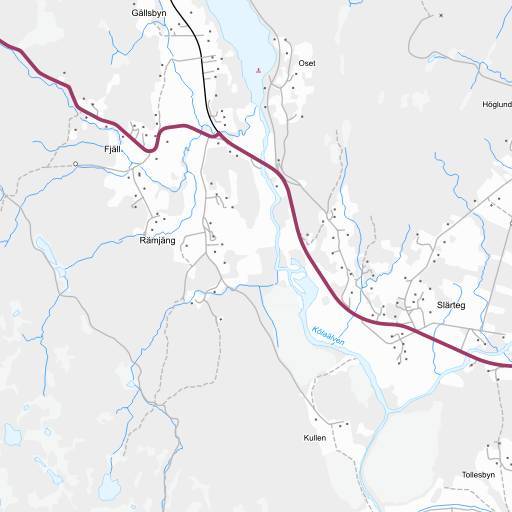 Gällsbyn
Oset
Höglund
Fjäll
Rämjäng
Slärteg
Kölaälven
Kullen
Tollesbyn